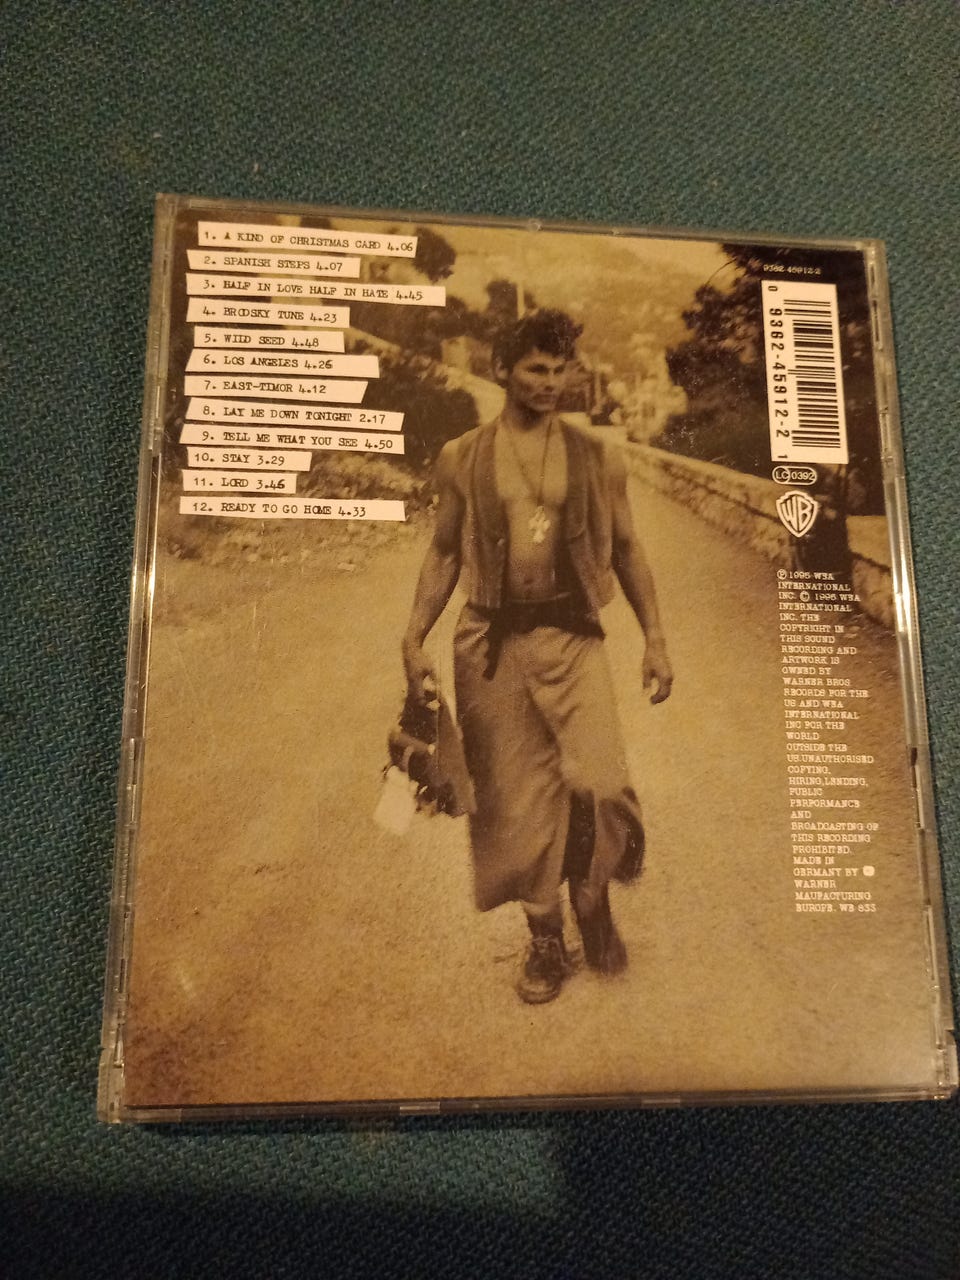 1. A KIND OF CHRISTMAS CARD 4.06
2. SPANISH STEPS 4.07
3. HALF IN LOVE HALF IN HATE 4.45
4. BRODSKY TUNE 4.23
5. WILD SEED 4.48
6. LOS ANGELES 4.26
7. EAST-TIMOR 4.12
8. LAY ME DOWN TONIGHT 2.17
9. TELL ME WHAT YOU SEE 4.50
10. STAY 3.29
11. LORD 3.46
12. READY TO GO HOME 4.33
9362-45912-2
0 93624-45912-2 1
LC 0392
WB
Ⓟ 1995 WEA
INTERNATIONAL
INC. © 1995 WEA
INTERNATIONAL
INC. THE
COPYRIGHT IN
THIS SOUND
RECORDING AND
ARTWORK IS
OWNED BY
WARNER BROS
RECORDS FOR THE
US AND WEA
INTERNATIONAL
INC FOR THE
WORLD
OUTSIDE THE
US.UNAUTHORISED
COPYING,
HIRING,LENDING,
PUBLIC
PERFORMANCE
AND
BROADCASTING OF
THIS RECORDING
PROHIBITED.
MADE IN
GERMANY BY
WARNER
MAUFACTURING
EUROPE. WE 833